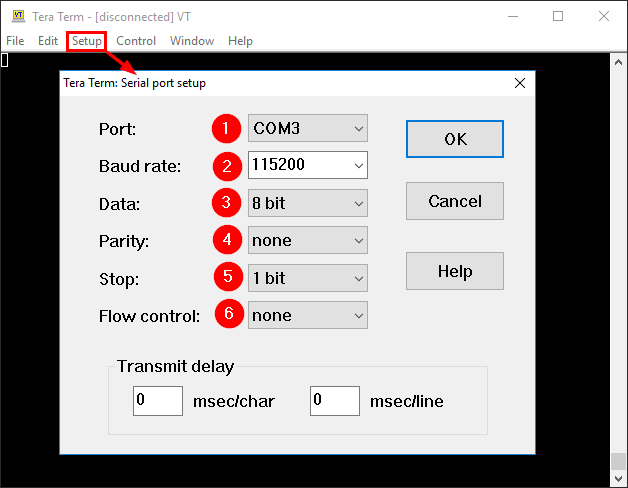 VT Tera Term - [disconnected] VT
File Edit Setup Control Window Help
Tera Term: Serial port setup
Port: 1 COM3
OK
Baud rate: 2 115200
Data: 3 8 bit
Cancel
Parity: 4 none
Stop: 5 1 bit
Help
Flow control: 6 none
Transmit delay
0 msec/char 0 msec/line